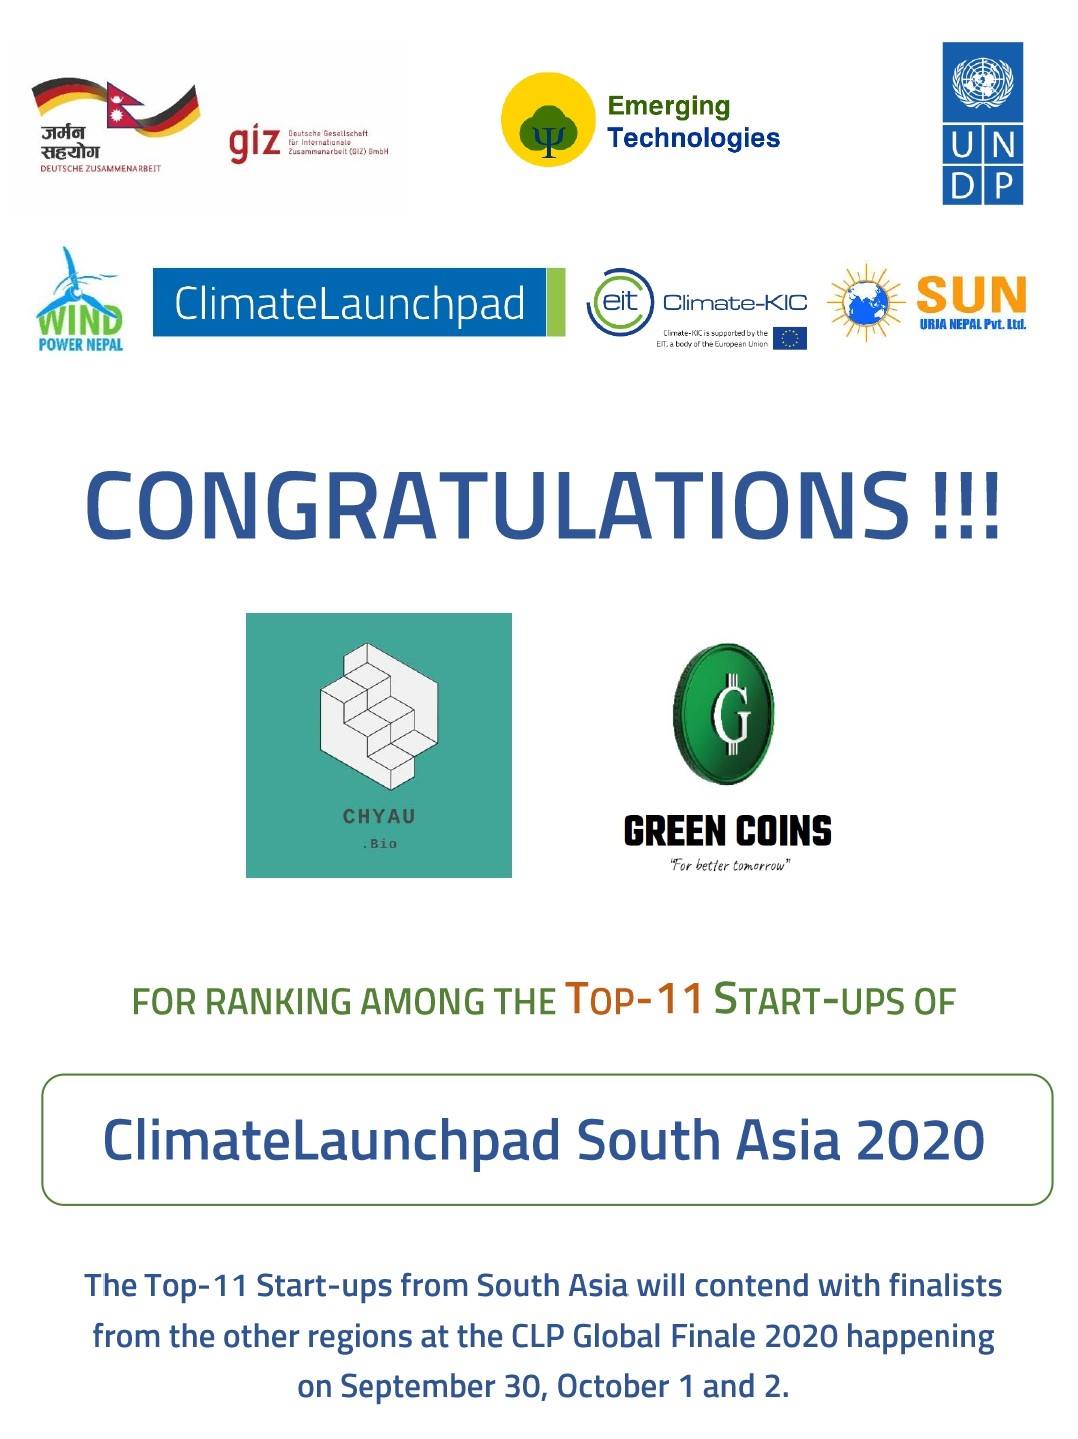 जर्मन
सहयोग
DEUTSCHE ZUSAMMENARBEIT
giz
Deutsche Gesellschaft
für Internationale
Zusammenarbeit (GIZ) GmbH
Emerging
Technologies
UN
DP
WIND
POWER NEPAL
ClimateLaunchpad
eit
Climate-KIC
Climate-KIC is supported by the
EIT, a body of the European Union
SUN
URJA NEPAL Pvt. Ltd.
CONGRATULATIONS !!!
CHYAU
.Bio
G
GREEN COINS
"For better tomorrow"
FOR RANKING AMONG THE TOP-11 START-UPS OF
ClimateLaunchpad South Asia 2020
The Top-11 Start-ups from South Asia will contend with finalists
from the other regions at the CLP Global Finale 2020 happening
on September 30, October 1 and 2.